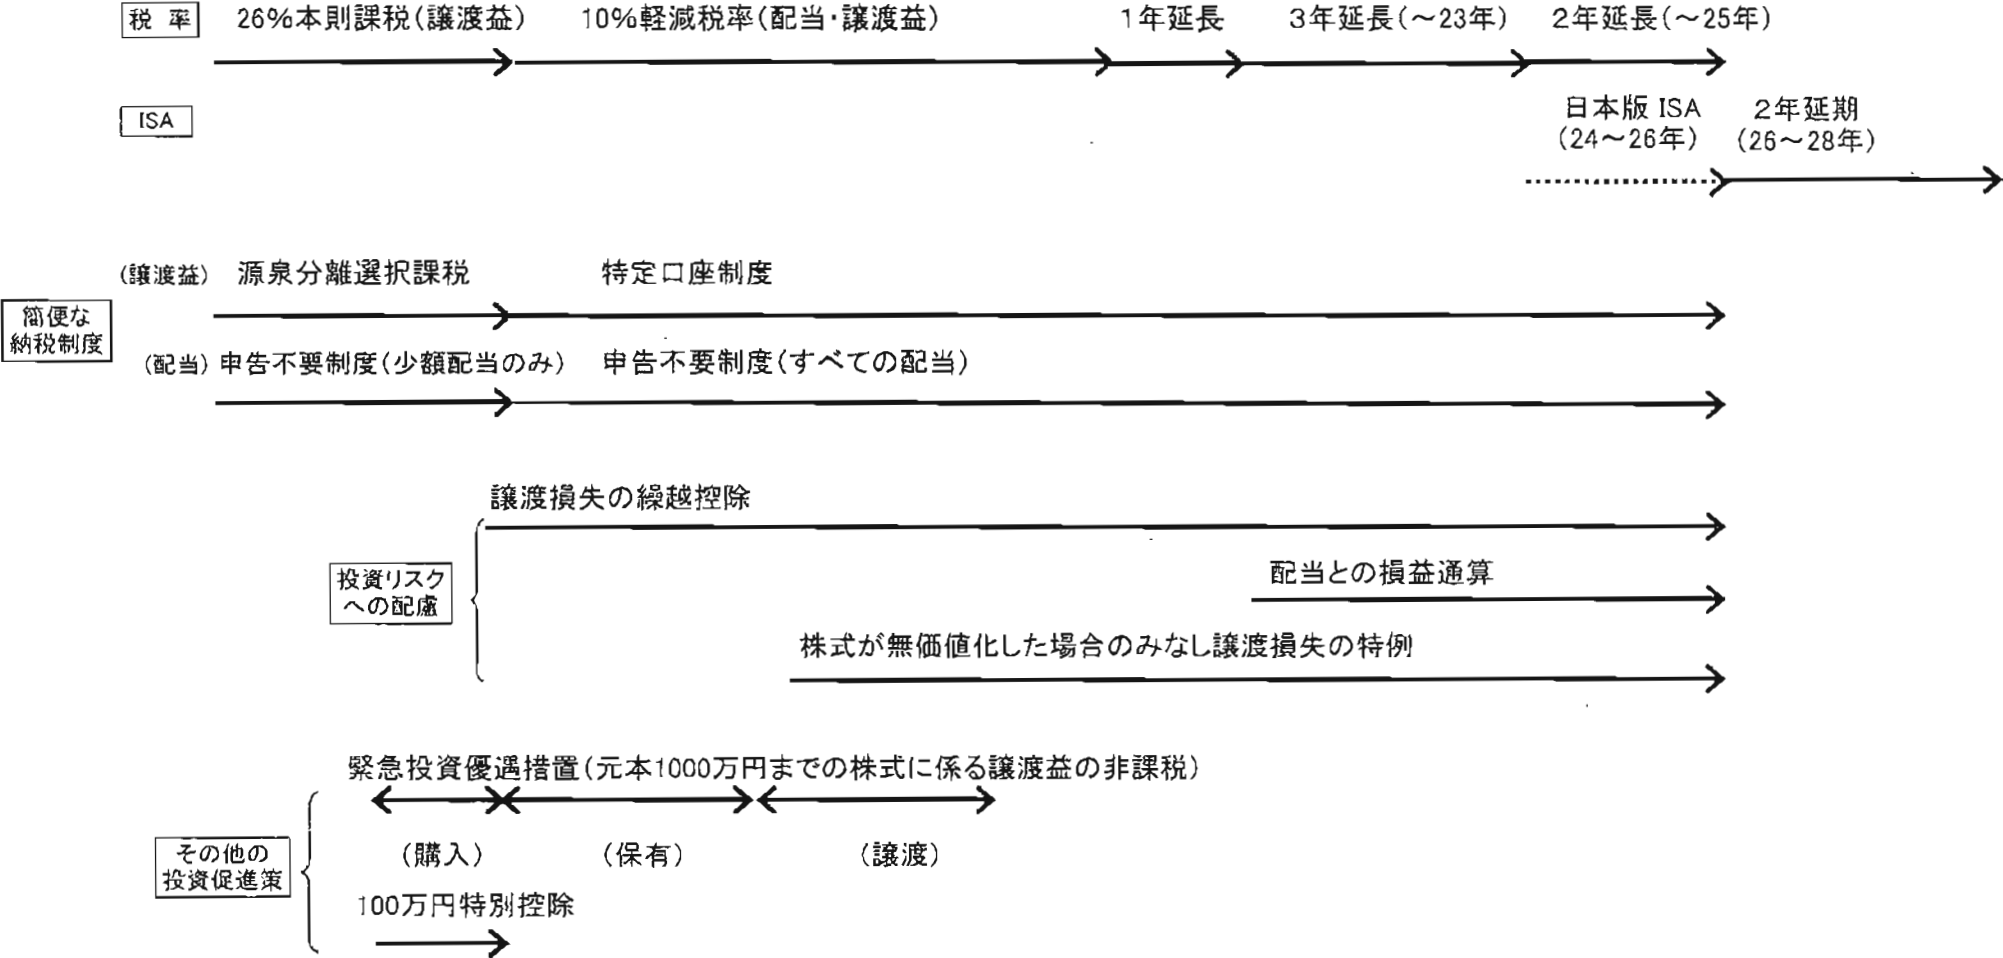 税 率
26%本則課税(譲渡益)
10%軽減税率(配当・譲渡益)
1年延長
3年延長(～23年)
2年延長(～25年)
ISA
日本版 ISA
(24～26年)
2年延期
(26～28年)
簡便な
納税制度
(譲渡益)
源泉分離選択課税
特定口座制度
(配当)
申告不要制度(少額配当のみ)
申告不要制度(すべての配当)
投資リスク
への配慮
譲渡損失の繰越控除
配当との損益通算
株式が無価値化した場合のみなし譲渡損失の特例
その他の
投資促進策
緊急投資優遇措置(元本1000万円までの株式に係る譲渡益の非課税)
(購入)
(保有)
(譲渡)
100万円特別控除